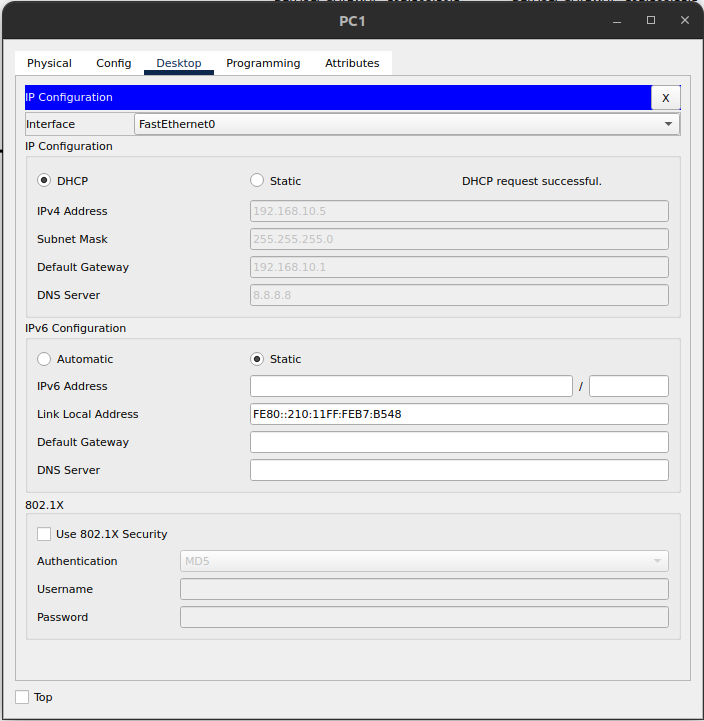 PC1
Physical Config Desktop Programming Attributes
IP Configuration X
Interface FastEthernet0
IP Configuration
DHCP Static DHCP request successful.
IPv4 Address 192.168.10.5
Subnet Mask 255.255.255.0
Default Gateway 192.168.10.1
DNS Server 8.8.8.8
IPv6 Configuration
Automatic Static
IPv6 Address /
Link Local Address FE80::210:11FF:FEB7:B548
Default Gateway
DNS Server
802.1X
Use 802.1X Security
Authentication MD5
Username
Password
Top